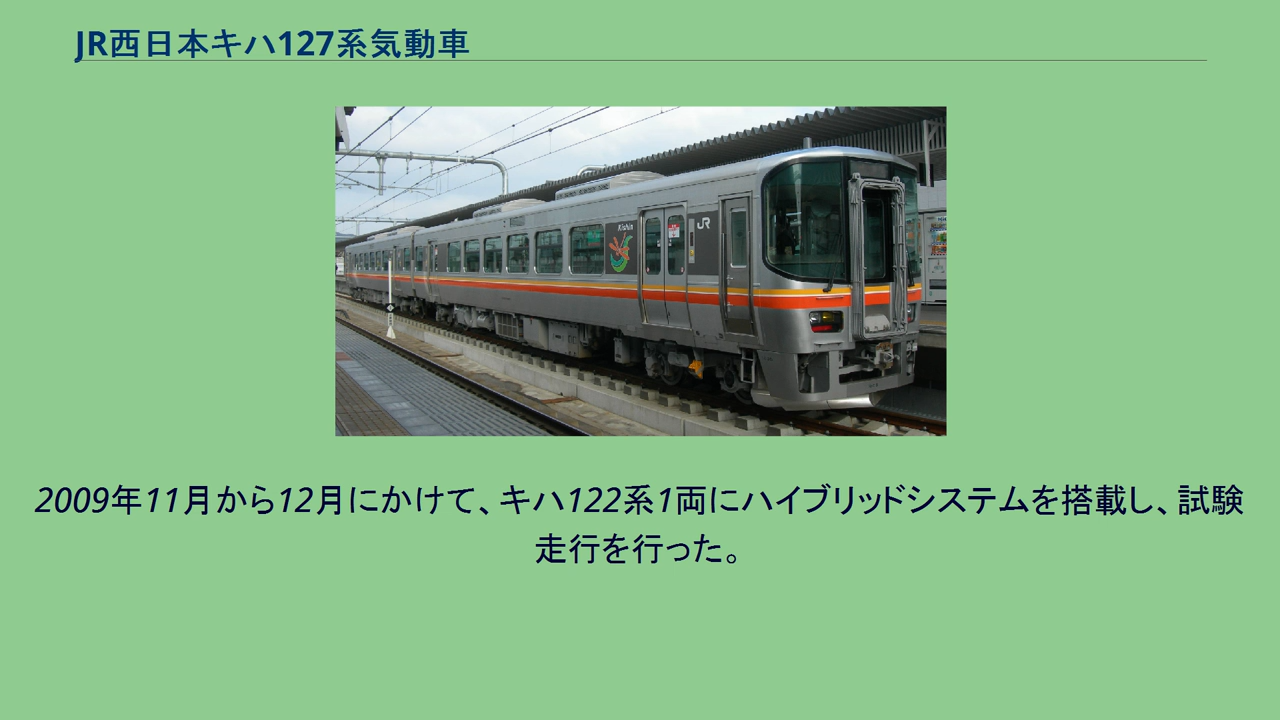 JR西日本キハ127系気動車
Kishin
JR
2009年11月から12月にかけて、キハ122系1両にハイブリッドシステムを搭載し、試験
走行を行った。